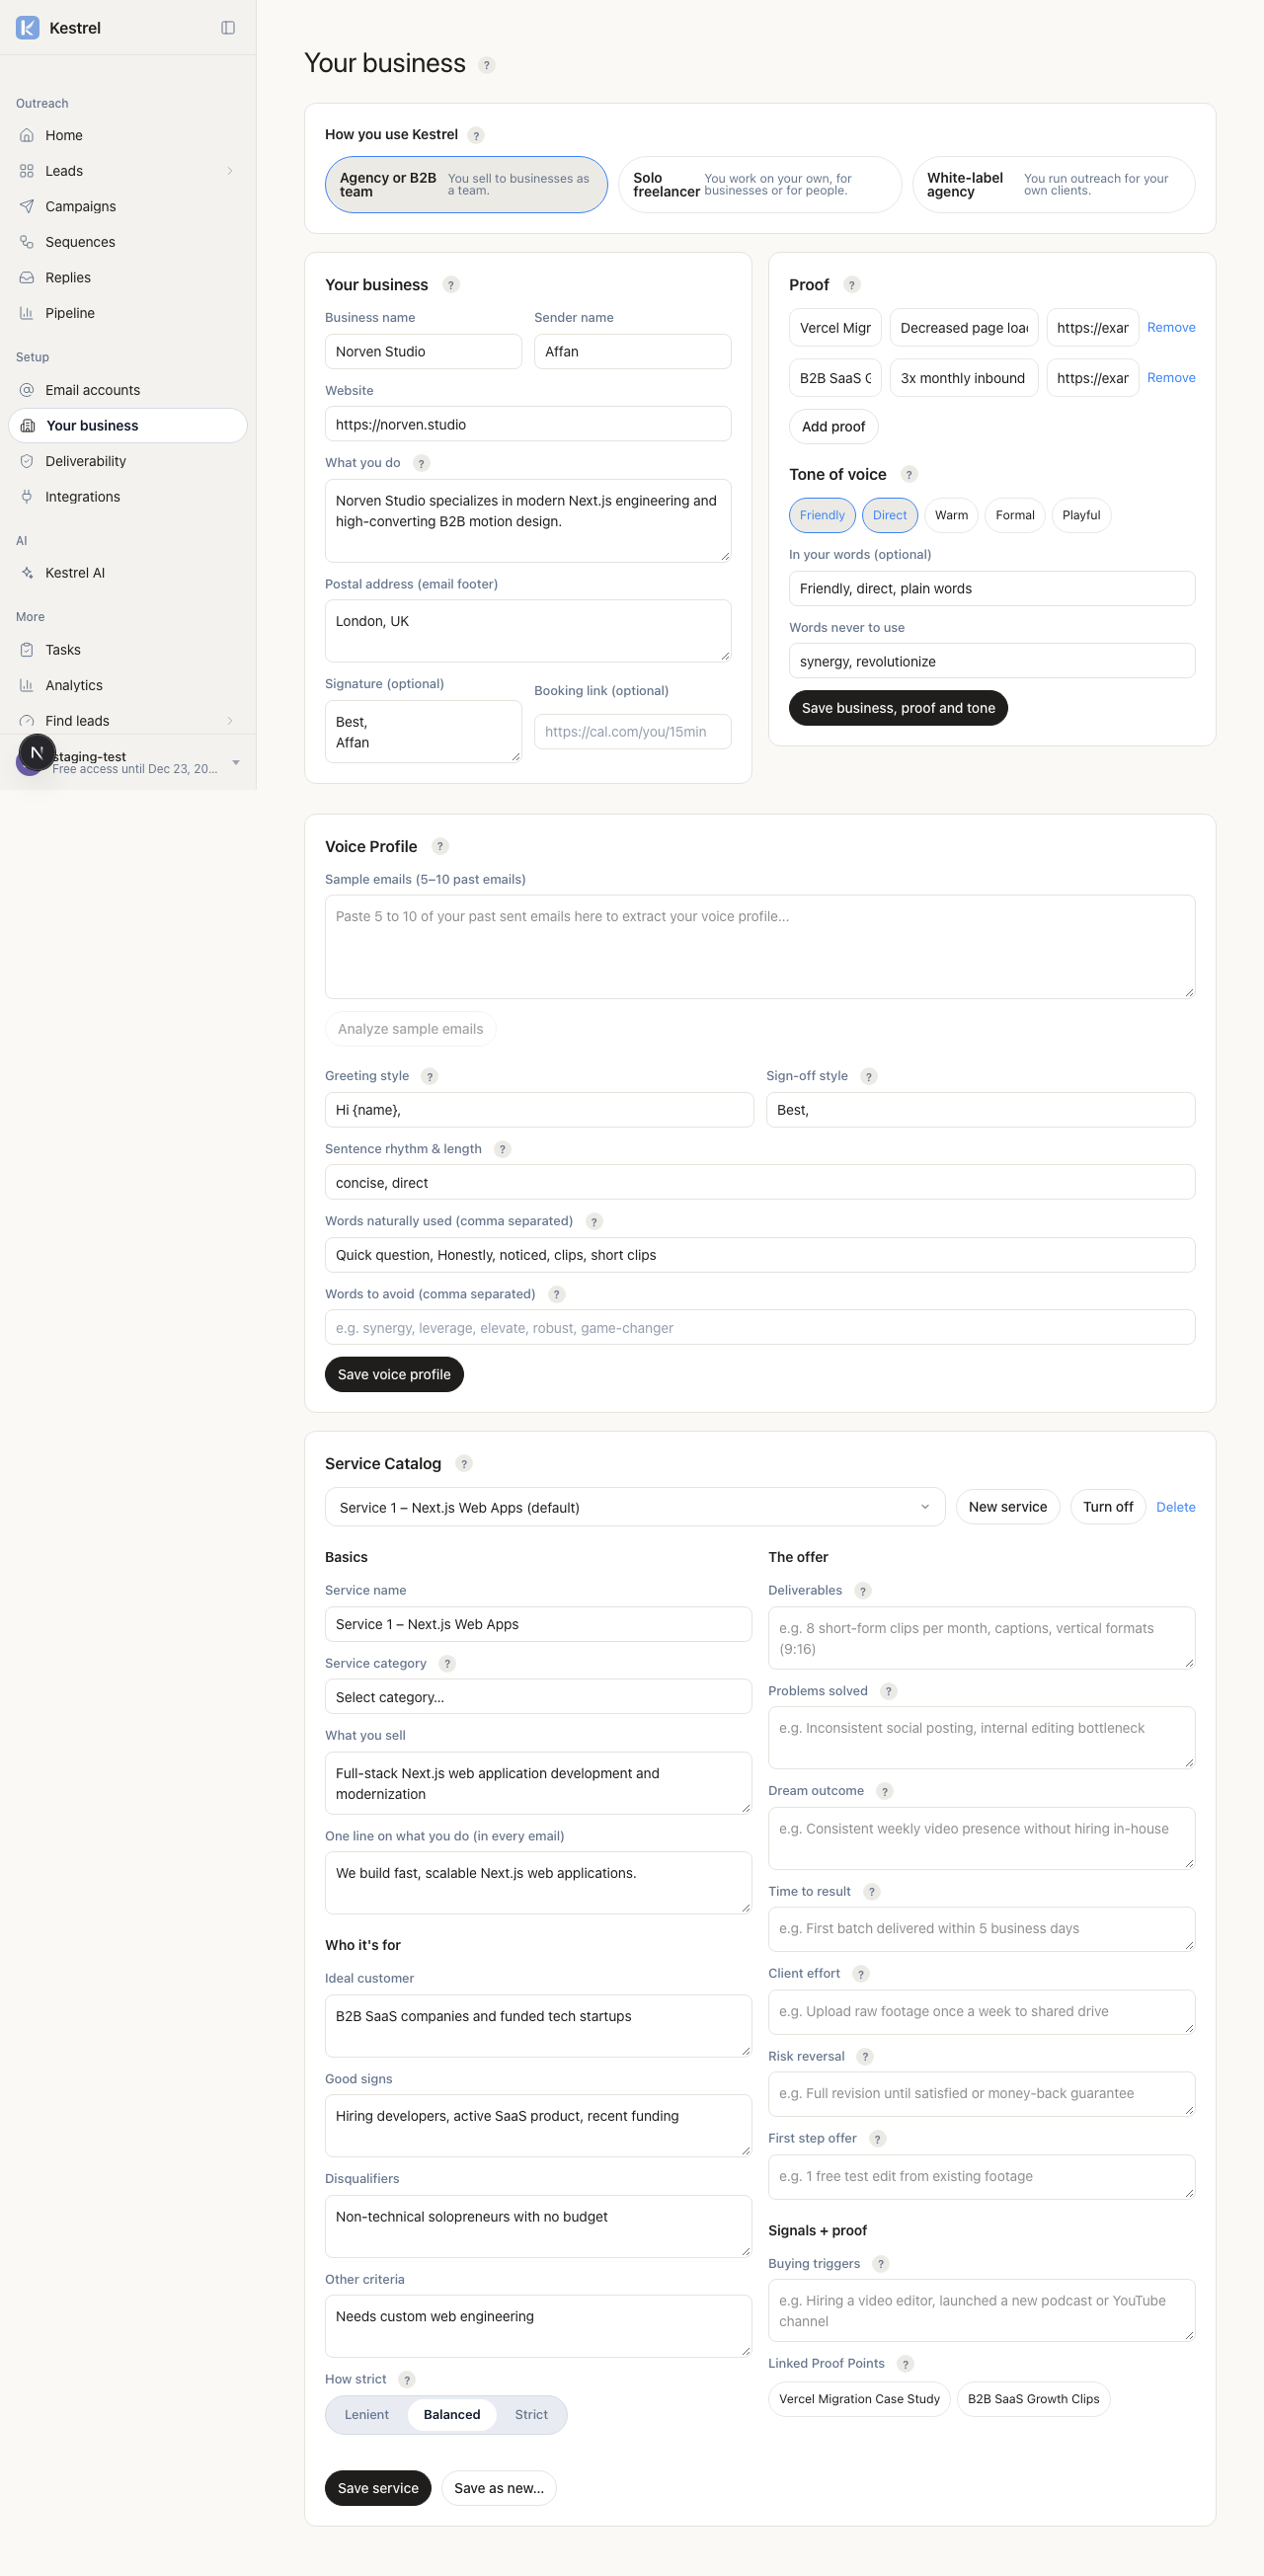 Kestrel
Outreach
Home
Leads
Campaigns
Sequences
Replies
Pipeline
Setup
Email accounts
Your business
Deliverability
Integrations
AI
Kestrel AI
More
Tasks
Analytics
Find leads
N
staging-test
Free access until Dec 23, 20...
Your business ?
How you use Kestrel ?
Agency or B2B
team
You sell to businesses as
a team.
Solo
freelancer
You work on your own, for
businesses or for people.
White-label
agency
You run outreach for your
own clients.
Your business ?
Business name
Norven Studio
Sender name
Affan
Website
https://norven.studio
What you do ?
Norven Studio specializes in modern Next.js engineering and
high-converting B2B motion design.
Postal address (email footer)
London, UK
Signature (optional)
Best,
Affan
Booking link (optional)
https://cal.com/you/15min
Proof ?
Vercel Migr
Decreased page load
https://exar
Remove
B2B SaaS G
3x monthly inbound
https://exar
Remove
Add proof
Tone of voice ?
Friendly
Direct
Warm
Formal
Playful
In your words (optional)
Friendly, direct, plain words
Words never to use
synergy, revolutionize
Save business, proof and tone
Voice Profile ?
Sample emails (5–10 past emails)
Paste 5 to 10 of your past sent emails here to extract your voice profile...
Analyze sample emails
Greeting style ?
Hi {name},
Sign-off style ?
Best,
Sentence rhythm & length ?
concise, direct
Words naturally used (comma separated) ?
Quick question, Honestly, noticed, clips, short clips
Words to avoid (comma separated) ?
e.g. synergy, leverage, elevate, robust, game-changer
Save voice profile
Service Catalog ?
Service 1 – Next.js Web Apps (default)
New service
Turn off
Delete
Basics
Service name
Service 1 – Next.js Web Apps
Service category ?
Select category...
What you sell
Full-stack Next.js web application development and
modernization
One line on what you do (in every email)
We build fast, scalable Next.js web applications.
Who it's for
Ideal customer
B2B SaaS companies and funded tech startups
Good signs
Hiring developers, active SaaS product, recent funding
Disqualifiers
Non-technical solopreneurs with no budget
Other criteria
Needs custom web engineering
How strict ?
Lenient
Balanced
Strict
The offer
Deliverables ?
e.g. 8 short-form clips per month, captions, vertical formats
(9:16)
Problems solved ?
e.g. Inconsistent social posting, internal editing bottleneck
Dream outcome ?
e.g. Consistent weekly video presence without hiring in-house
Time to result ?
e.g. First batch delivered within 5 business days
Client effort ?
e.g. Upload raw footage once a week to shared drive
Risk reversal ?
e.g. Full revision until satisfied or money-back guarantee
First step offer ?
e.g. 1 free test edit from existing footage
Signals + proof
Buying triggers ?
e.g. Hiring a video editor, launched a new podcast or YouTube
channel
Linked Proof Points ?
Vercel Migration Case Study
B2B SaaS Growth Clips
Save service
Save as new...